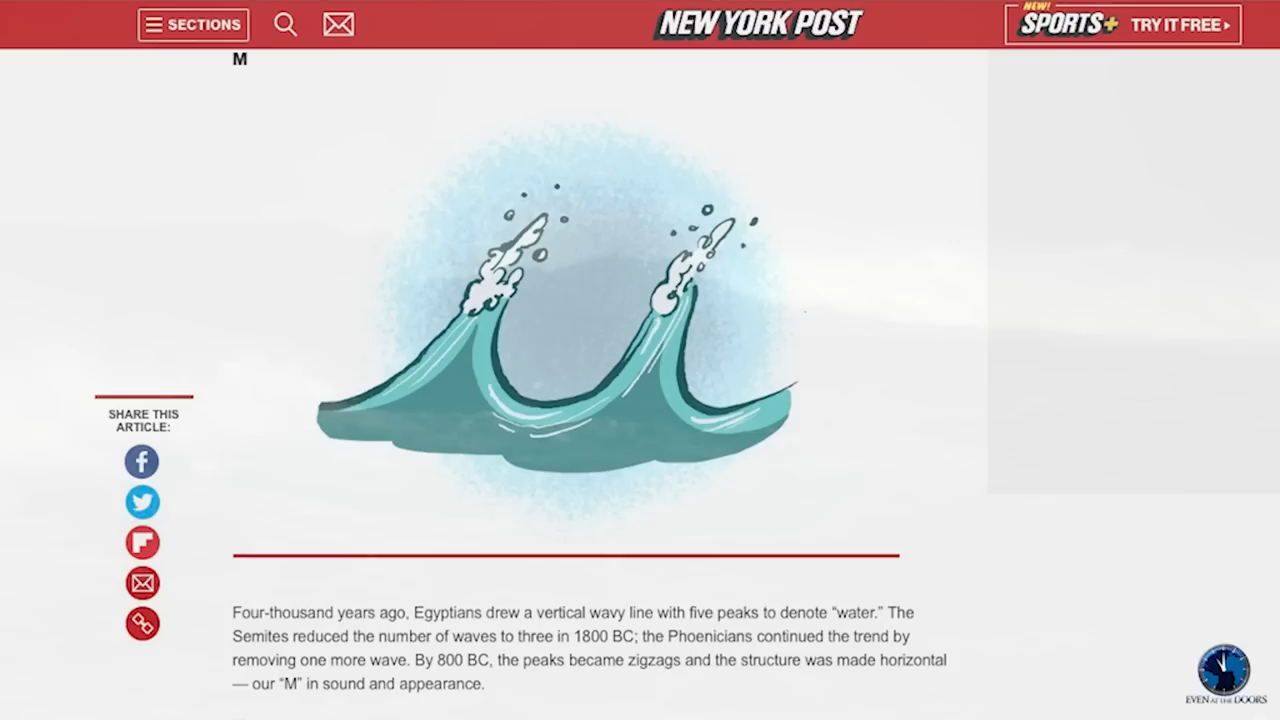 SECTIONS
NEW YORK POST
NEW!
SPORTS+
TRY IT FREE
M
SHARE THIS
ARTICLE:
Four-thousand years ago, Egyptians drew a vertical wavy line with five peaks to denote “water.” The
Semites reduced the number of waves to three in 1800 BC; the Phoenicians continued the trend by
removing one more wave. By 800 BC, the peaks became zigzags and the structure was made horizontal
— our “M” in sound and appearance.
EVEN AT THE DOORS